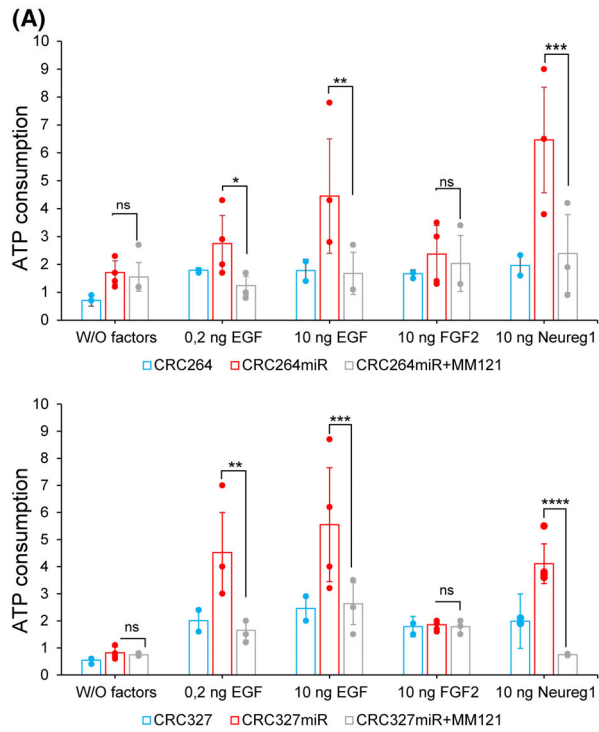 (A)
ATP consumption
10
9
8
7
6
5
4
3
2
1
0
ns
*
**
ns
***
W/O factors 0,2 ng EGF 10 ng EGF 10 ng FGF2 10 ng Neureg1
CRC264 CRC264miR CRC264miR+MM121
ATP consumption
10
9
8
7
6
5
4
3
2
1
0
ns
**
***
ns
****
W/O factors 0,2 ng EGF 10 ng EGF 10 ng FGF2 10 ng Neureg1
CRC327 CRC327miR CRC327miR+MM121